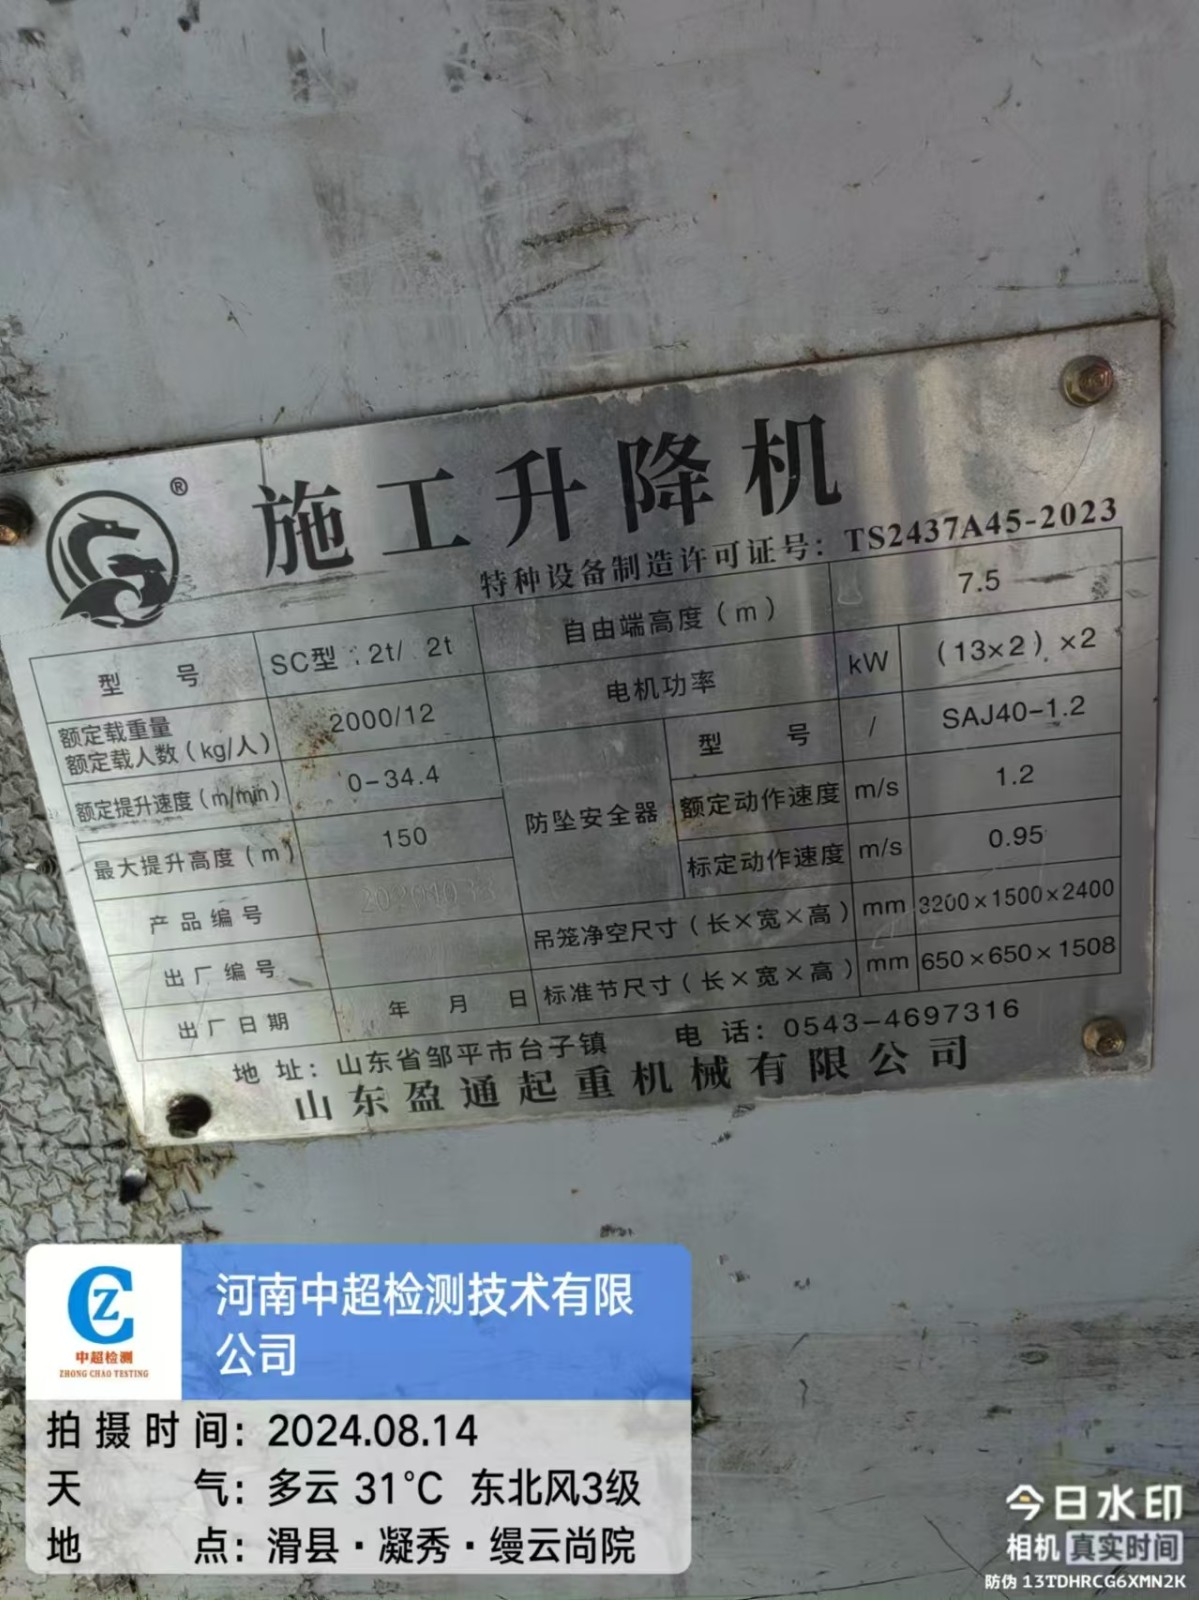 ®
施工升降机
特种设备制造许可证号：TS2437A45-2023
型 号 SC型 2t/ 2t 自由端高度（m） 7.5
额定载重量
额定载人数（kg/人） 2000/12 电机功率 kW （13×2）×2
额定提升速度（m/min） 0-34.4 防坠安全器 型 号 / SAJ40-1.2
最大提升高度（m） 150 额定动作速度 m/s 1.2
标定动作速度 m/s 0.95
产品编号 吊笼净空尺寸（长×宽×高） mm 3200×1500×2400
出厂编号 标准节尺寸（长×宽×高） mm 650×650×1508
出厂日期 年 月 日
地址：山东省邹平市台子镇 电话：0543-4697316
山东盈通起重机械有限公司
CZ
中超检测
ZHONG CHAO TESTING
河南中超检测技术有限
公司
拍摄时间：2024.08.14
天 气：多云 31℃ 东北风3级
地 点：滑县·凝秀·缦云尚院
今日水印
相机 真实时间
防伪 13TDHRCG6XMN2K